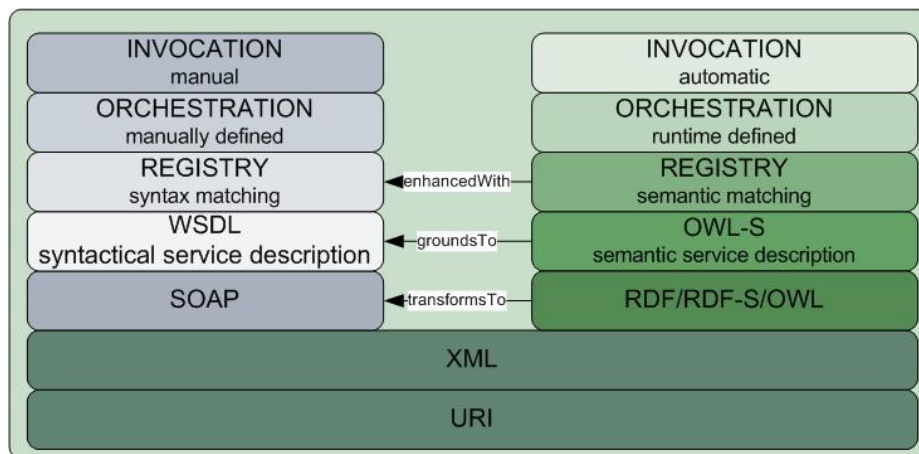 INVOCATION
manual
ORCHESTRATION
manually defined
REGISTRY
syntax matching
WSDL
syntactical service description
SOAP
enhancedWith
groundsTo
transformsTo
INVOCATION
automatic
ORCHESTRATION
runtime defined
REGISTRY
semantic matching
OWL-S
semantic service description
RDF/RDF-S/OWL
XML
URI